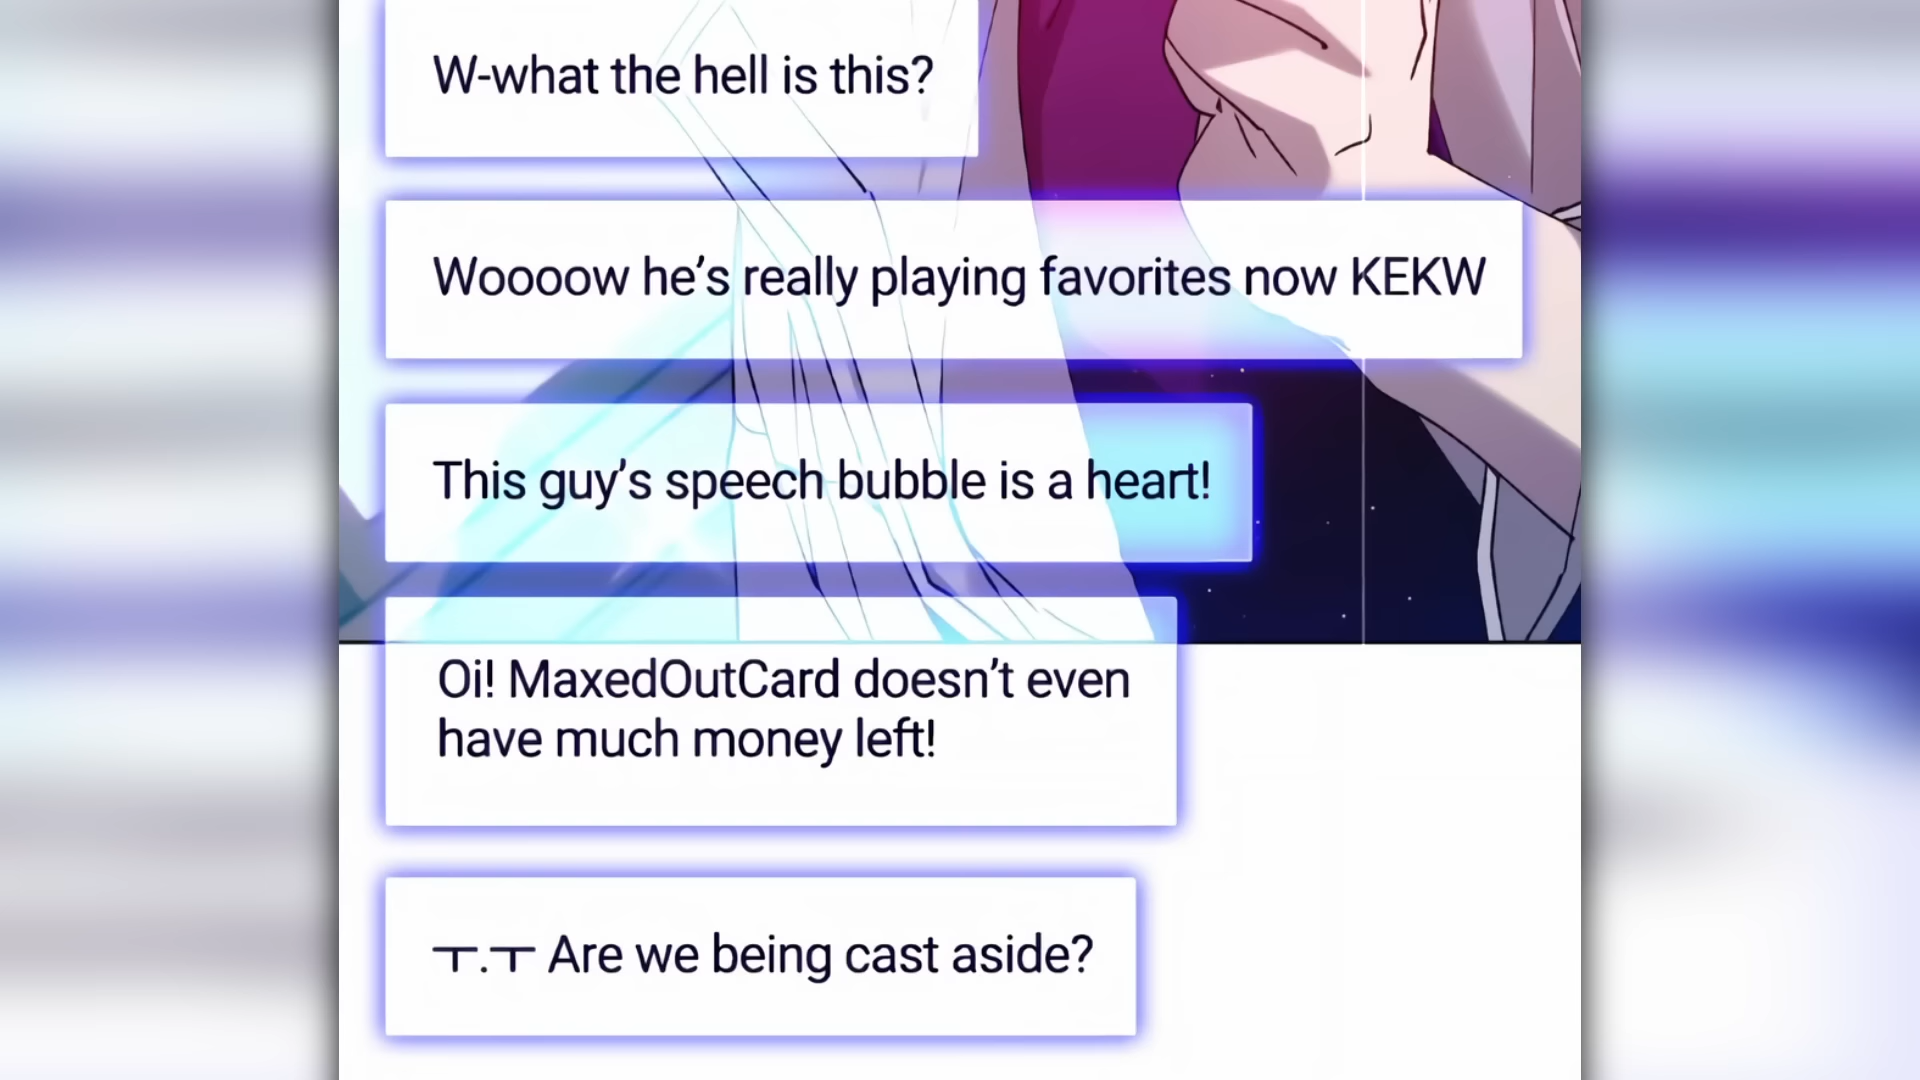 W-what the hell is this?
Woooow he's really playing favorites now KEKW
This guy's speech bubble is a heart!
Oi! MaxedOutCard doesn't even
have much money left!
ㅜ.ㅜ Are we being cast aside?